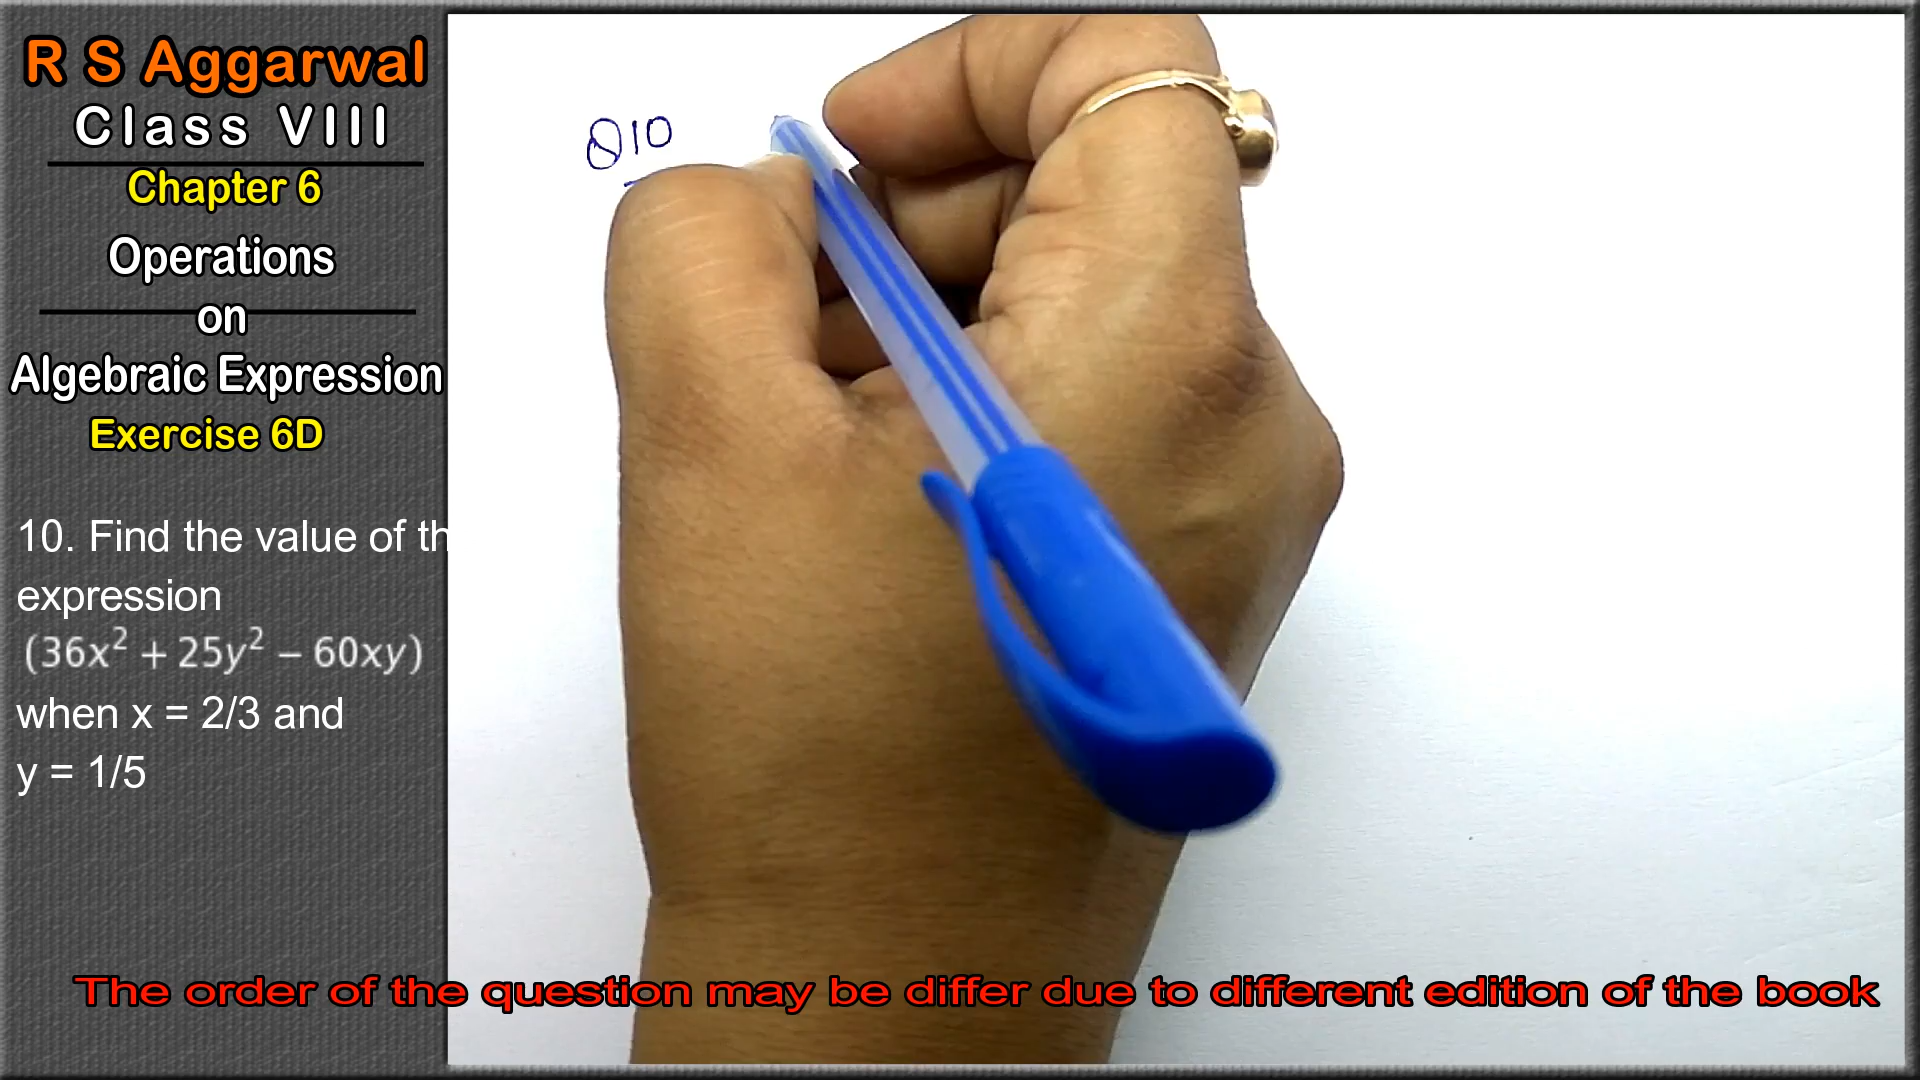 R S Aggarwal
Class VIII
Chapter 6
Operations
on
Algebraic Expression
Exercise 6D
10. Find the value of th
expression
(36x² + 25y² – 60xy)
when x = 2/3 and
y = 1/5
Q10
The order of the question may be differ due to different edition of the book